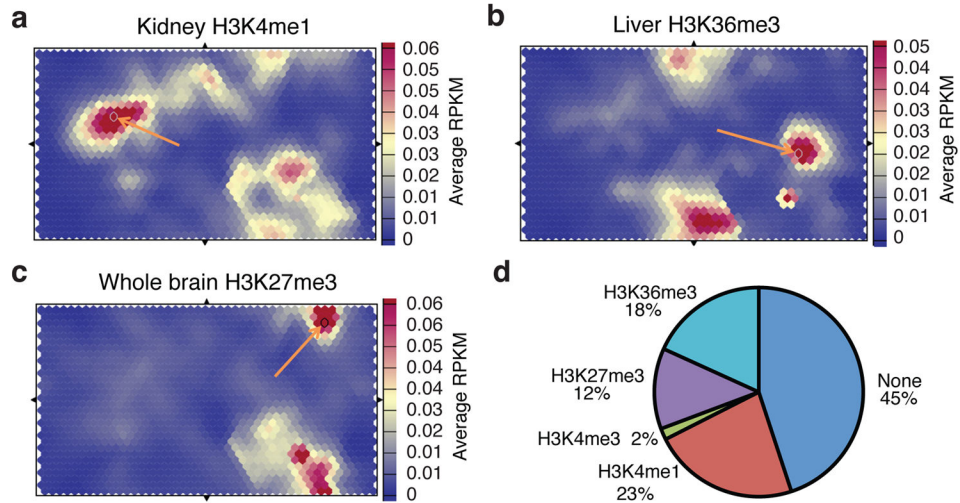 a
Kidney H3K4me1
0.06
0.05
0.05
0.04
0.03
0.03
0.02
0.01
0.01
0
Average RPKM
b
Liver H3K36me3
0.05
0.04
0.04
0.03
0.03
0.02
0.02
0.01
0.01
0
Average RPKM
c
Whole brain H3K27me3
0.06
0.06
0.05
0.04
0.04
0.03
0.02
0.01
0.01
0
Average RPKM
d
H3K36me3
18%
H3K27me3
12%
H3K4me3 2%
H3K4me1
23%
None
45%